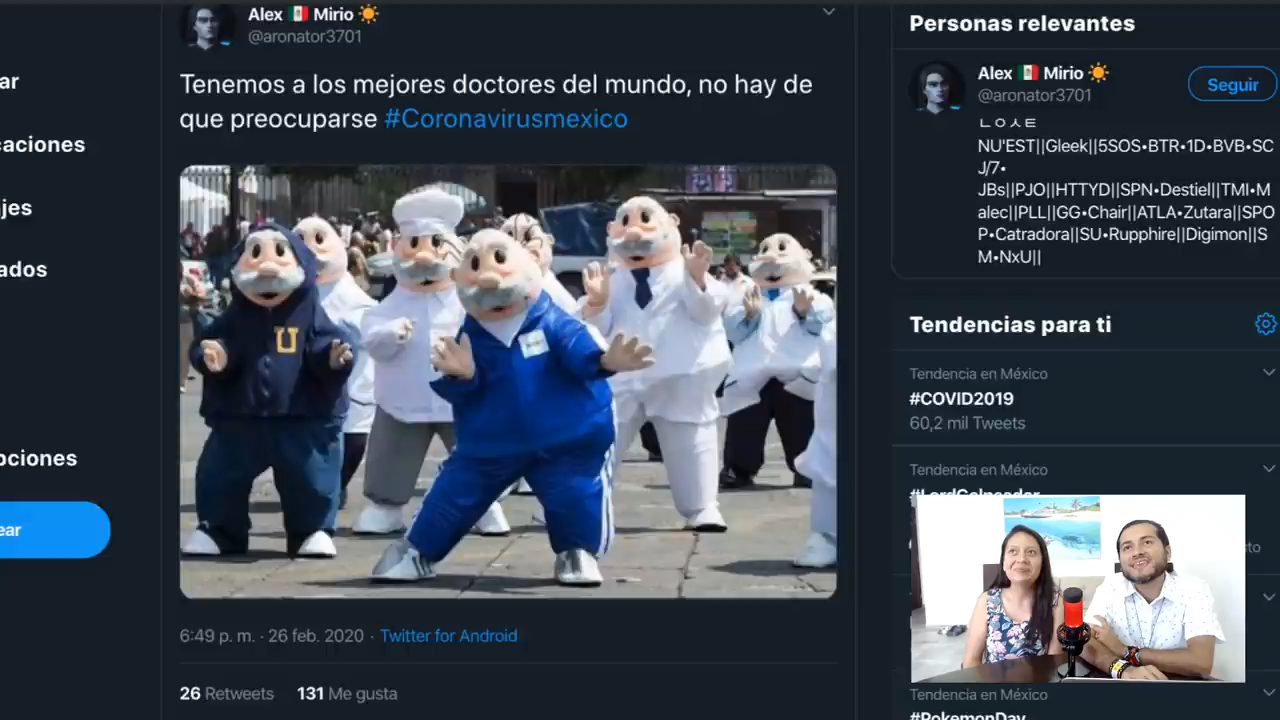 Alex 🇲🇽 Mirio ☀️
@aronator3701
Tenemos a los mejores doctores del mundo, no hay de
que preocuparse #Coronavirusmexico
U
6:49 p. m. · 26 feb. 2020 · Twitter for Android
26 Retweets 131 Me gusta
ar
caciones
jes
ados
pciones
ear
Personas relevantes
Alex 🇲🇽 Mirio ☀️
@aronator3701
Seguir
ㄴㅇㅅㅌ
NU'EST||Gleek||5SOS•BTR•1D•BVB•SC
J/7•
JBs||PJO||HTTYD||SPN•Destiel||TMI•M
alec||PLL||GG•Chair||ATLA•Zutara||SPO
P•Catradora||SU•Rupphire||Digimon||S
M•NxU||
Tendencias para ti
Tendencia en México
#COVID2019
60,2 mil Tweets
Tendencia en México
#LordGolpeador
sto
Tendencia en México
#PokemonDay